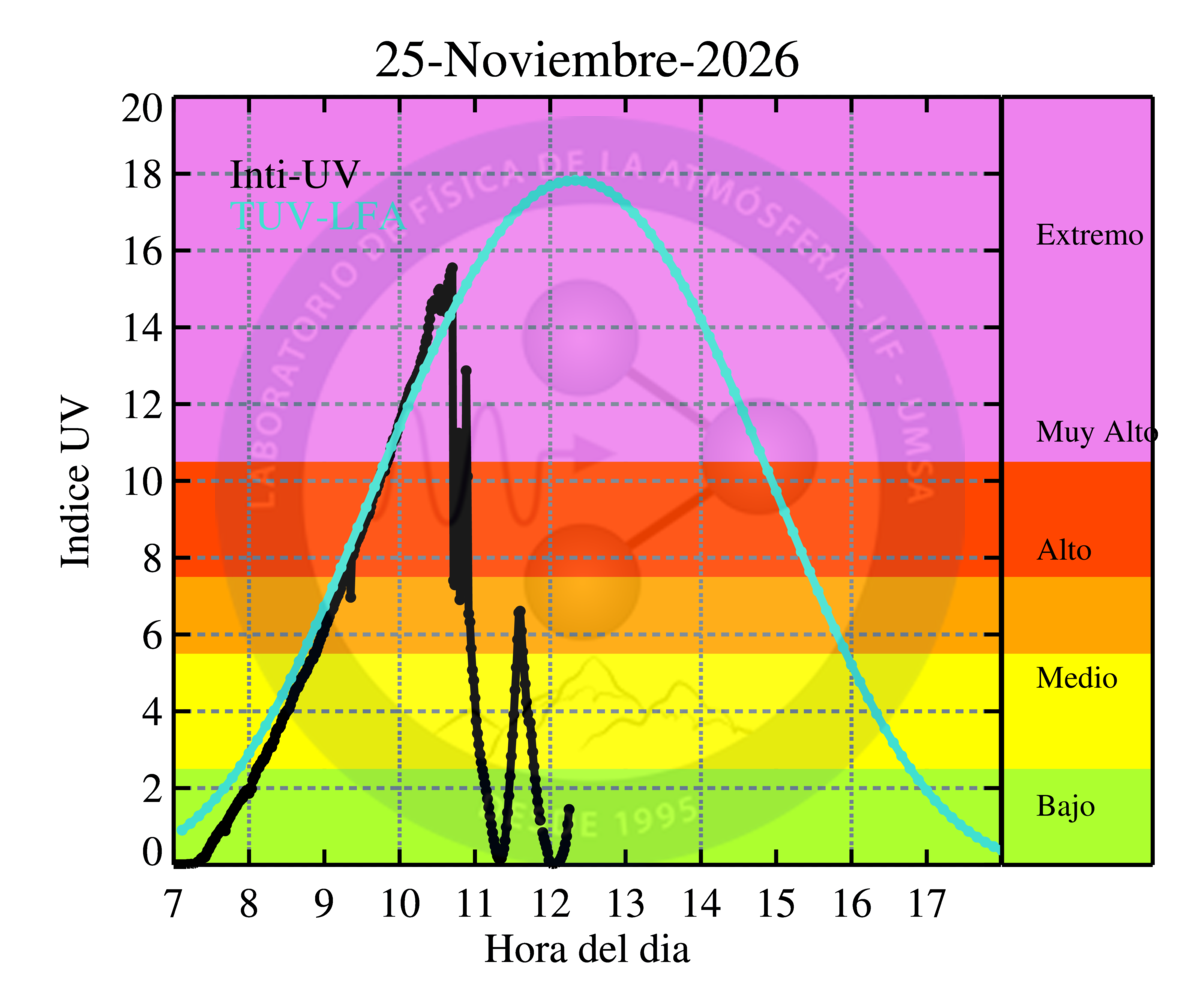 25-Noviembre-2026
Indice UV
20
18
16
14
12
10
8
6
4
2
0
Inti-UV
TUV-LFA
LABORATORIO DE FÍSICA DE LA ATMÓSFERA - IIF - UMSA
DESDE 1995
Extremo
Muy Alto
Alto
Medio
Bajo
7 8 9 10 11 12 13 14 15 16 17
Hora del dia